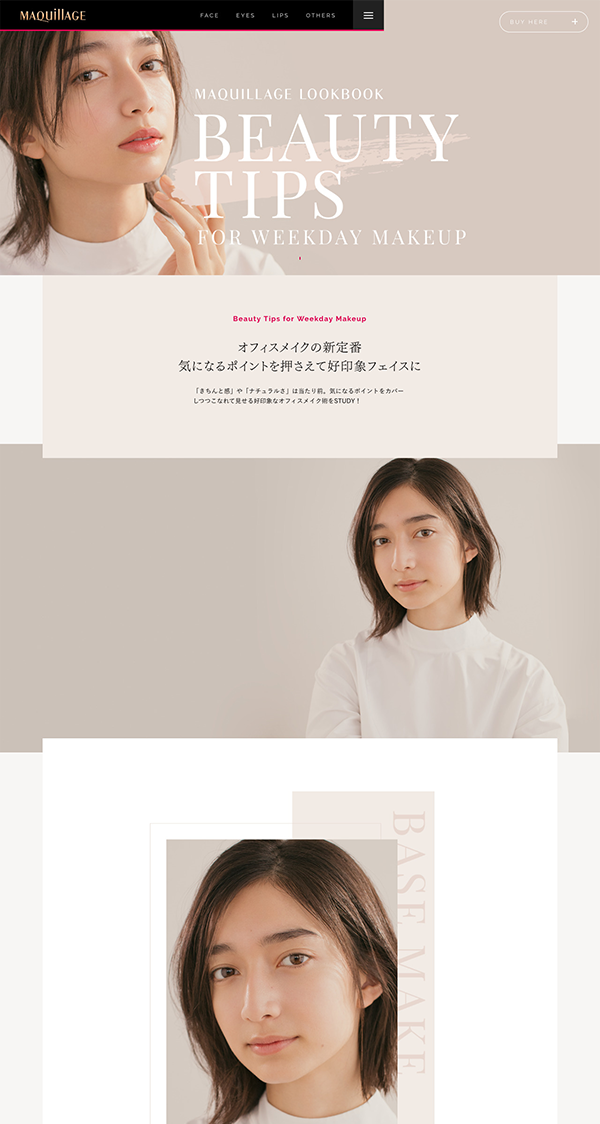 MAQuillAGE
FACE EYES LIPS OTHERS
BUY HERE +
MAQUILLAGE LOOKBOOK
BEAUTY
TIPS
FOR WEEKDAY MAKEUP
Beauty Tips for Weekday Makeup
オフィスメイクの新定番
気になるポイントを押さえて好印象フェイスに
「きちんと感」や「ナチュラルさ」は当たり前。気になるポイントをカバー
しつつこなれて見せる好印象なオフィスメイク術をSTUDY！
BASE MAKE